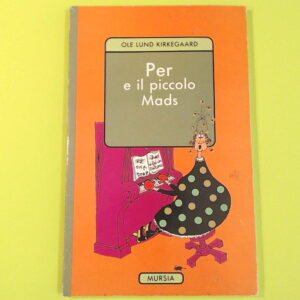 OLE LUND KIRKEGAARD
Per
e il piccolo
Mads
MURSIA